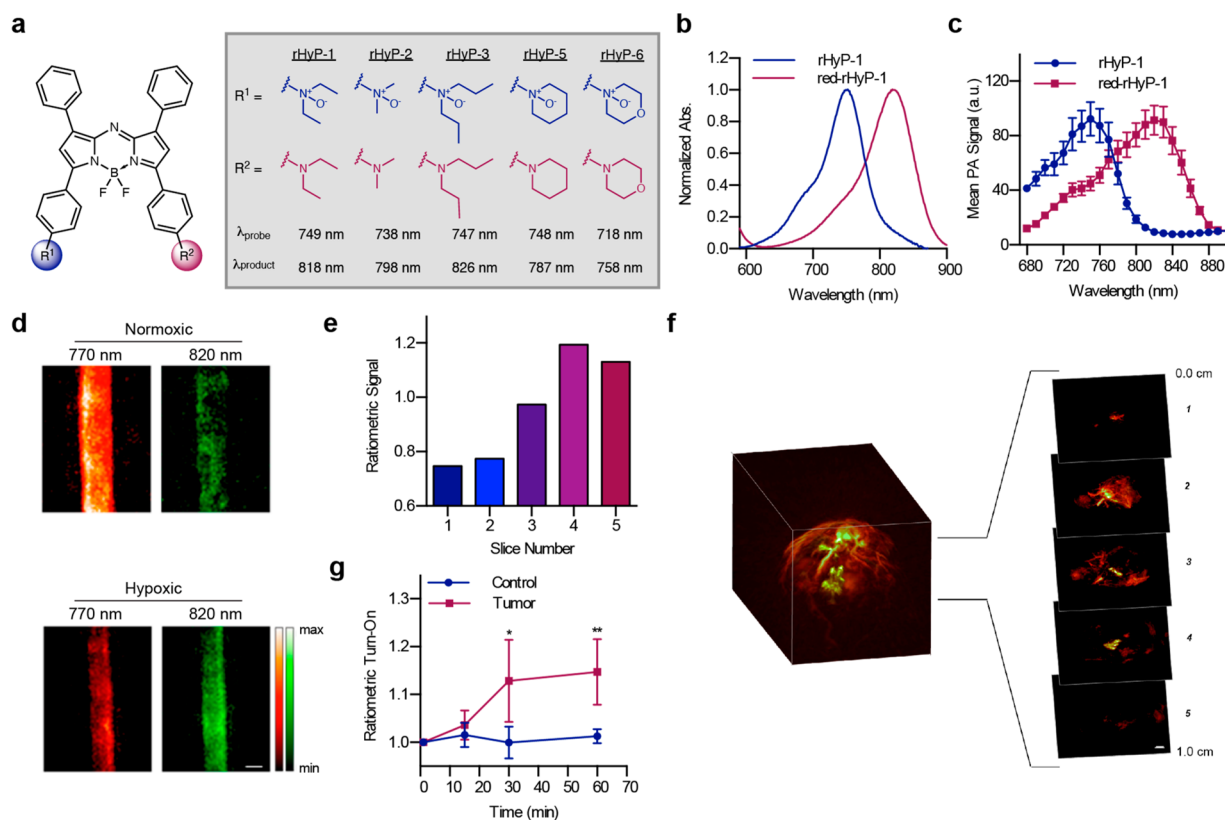 a
rHyP-1 rHyP-2 rHyP-3 rHyP-5 rHyP-6
R¹ =
N⁺ O⁻ N⁺ O⁻ N⁺ O⁻ N⁺ O⁻ N⁺ O⁻ O
R² =
N N N N N O
λprobe 749 nm 738 nm 747 nm 748 nm 718 nm
λproduct 818 nm 798 nm 826 nm 787 nm 758 nm
N
N N
B
F F
R¹ R²
b
rHyP-1
red-rHyP-1
Normalized Abs.
1.2
1.0
0.8
0.6
0.4
0.2
0.0
600 700 800 900
Wavelength (nm)
c
rHyP-1
red-rHyP-1
Mean PA Signal (a.u.)
120
80
40
0
680 720 760 800 840 880
Wavelength (nm)
d
Normoxic
770 nm 820 nm
Hypoxic
770 nm 820 nm
max
min
e
Ratiometric Signal
1.2
1.0
0.8
0.6
1 2 3 4 5
Slice Number
f
0.0 cm
1
2
3
4
5
1.0 cm
g
Control
Tumor
Ratiometric Turn-On
1.3
1.2
1.1
1.0
* **
0 10 20 30 40 50 60 70
Time (min)